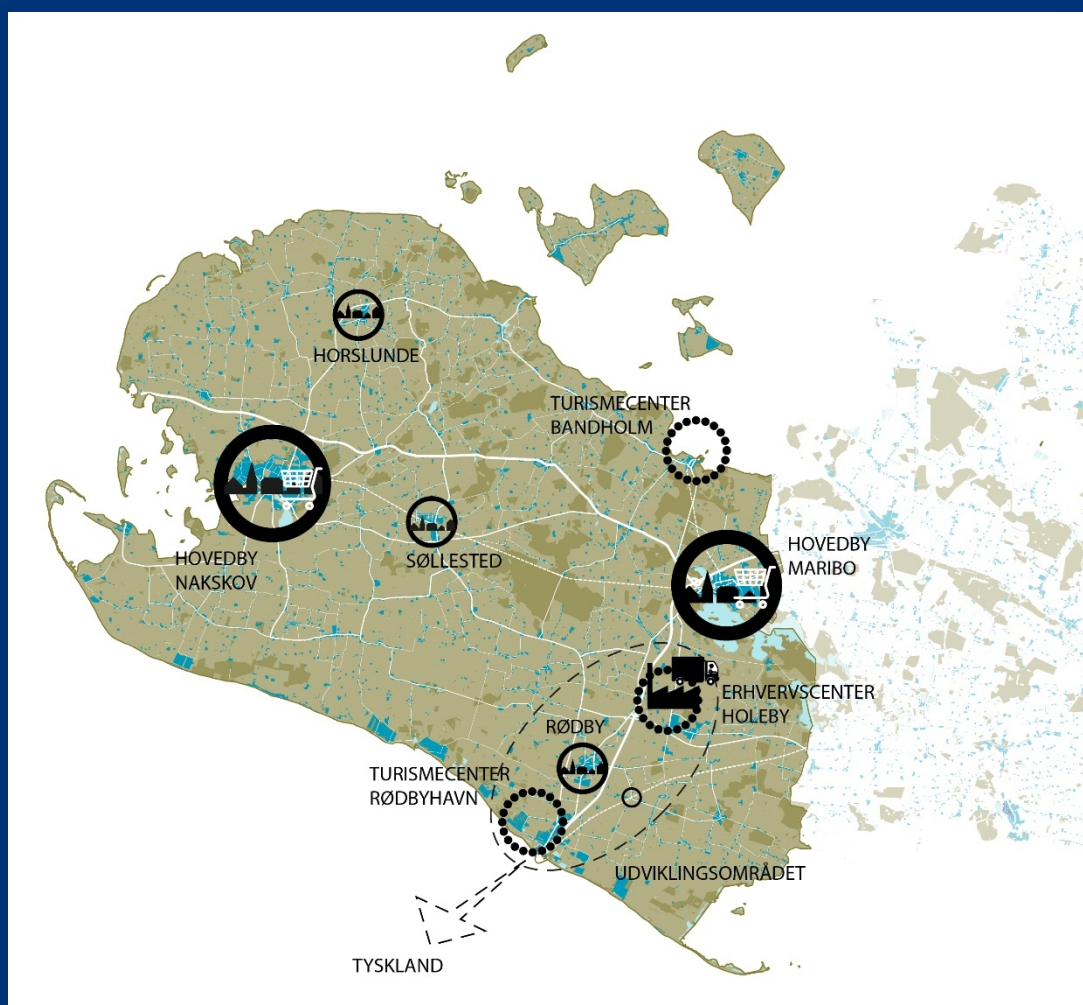 HORSLUNDE
TURISMECENTER
BANDHOLM
HOVEDBY
NAKSKOV
SØLLESTED
HOVEDBY
MARIBO
ERHVERVSCENTER
HOLEBY
RØDBY
TURISMECENTER
RØDBYHAVN
UDVIKLINGSOMRÅDET
TYSKLAND